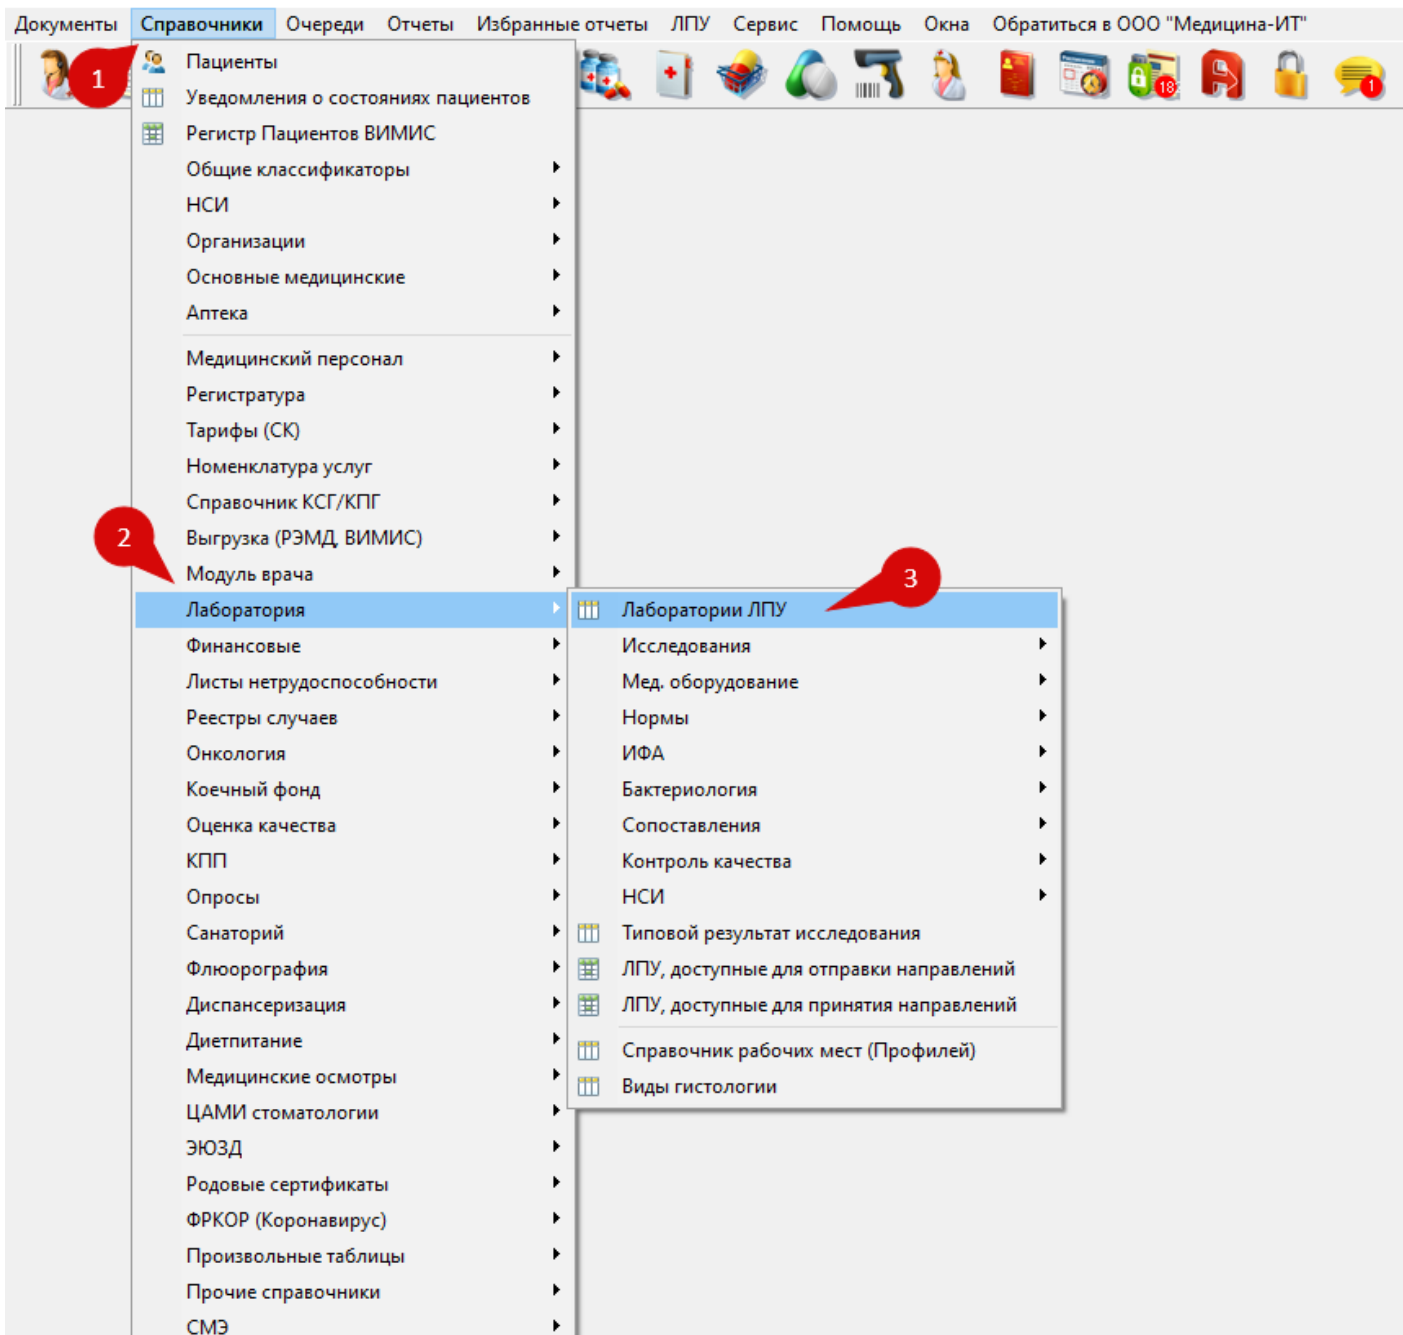 Документы Справочники Очереди Отчеты Избранные отчеты ЛПУ Сервис Помощь Окна Обратиться в ООО "Медицина-ИТ"
1
18
1
Пациенты
Уведомления о состояниях пациентов
Регистр Пациентов ВИМИС
Общие классификаторы
НСИ
Организации
Основные медицинские
Аптека
Медицинский персонал
Регистратура
Тарифы (СК)
Номенклатура услуг
Справочник КСГ/КПГ
2
Выгрузка (РЭМД, ВИМИС)
Модуль врача
Лаборатория
Финансовые
Листы нетрудоспособности
Реестры случаев
Онкология
Коечный фонд
Оценка качества
КПП
Опросы
Санаторий
Флюорография
Диспансеризация
Диетпитание
Медицинские осмотры
ЦАМИ стоматологии
ЭЮЗД
Родовые сертификаты
ФРКОР (Коронавирус)
Произвольные таблицы
Прочие справочники
СМЭ
3
Лаборатории ЛПУ
Исследования
Мед. оборудование
Нормы
ИФА
Бактериология
Сопоставления
Контроль качества
НСИ
Типовой результат исследования
ЛПУ, доступные для отправки направлений
ЛПУ, доступные для принятия направлений
Справочник рабочих мест (Профилей)
Виды гистологии